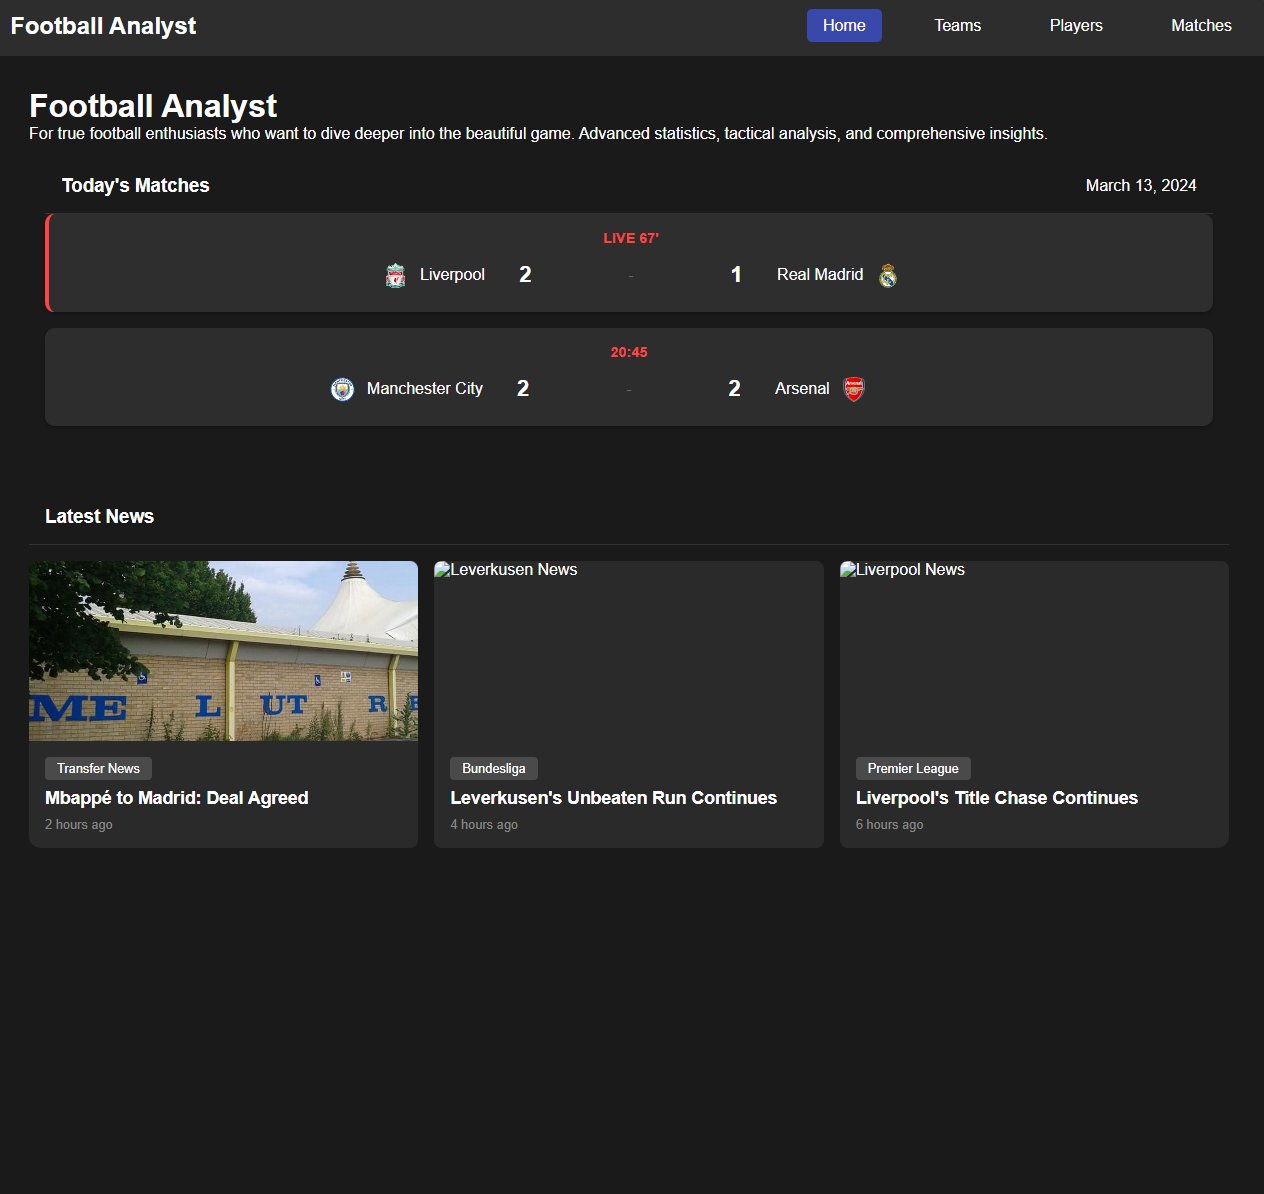 Football Analyst
Home
Teams
Players
Matches
Football Analyst
For true football enthusiasts who want to dive deeper into the beautiful game. Advanced statistics, tactical analysis, and comprehensive insights.
Today's Matches
March 13, 2024
LIVE 67'
Liverpool 2 - 1 Real Madrid
20:45
Manchester City 2 - 2 Arsenal
Latest News
ME L UT R
Leverkusen News
Liverpool News
Transfer News
Mbappé to Madrid: Deal Agreed
2 hours ago
Bundesliga
Leverkusen's Unbeaten Run Continues
4 hours ago
Premier League
Liverpool's Title Chase Continues
6 hours ago